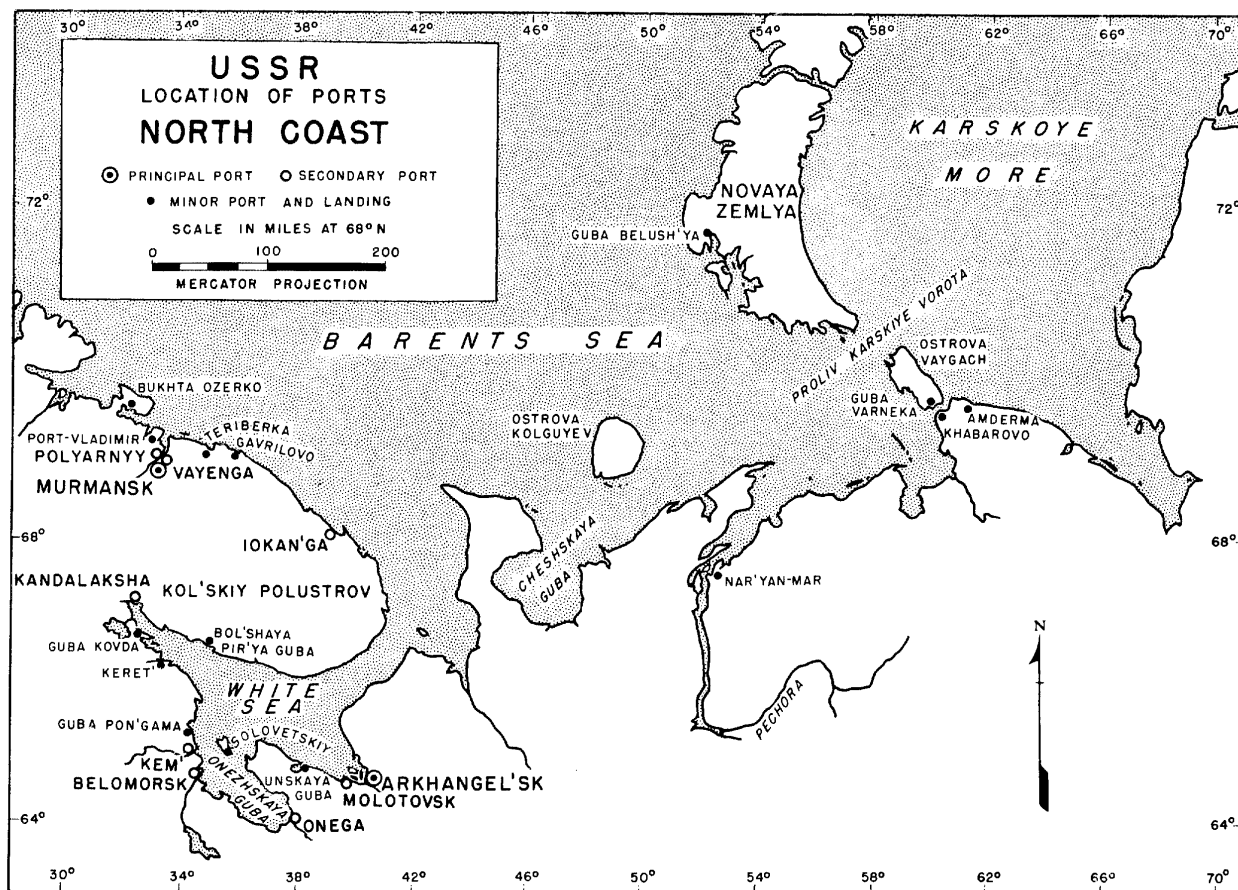 30° 34° 38° 42° 46° 50° 54° 58° 62° 66° 70°
USSR
LOCATION OF PORTS
NORTH COAST
PRINCIPAL PORT
SECONDARY PORT
MINOR PORT AND LANDING
SCALE IN MILES AT 68°N
0 100 200
MERCATOR PROJECTION
KARSKOYE
MORE
72°
NOVAYA
ZEMLYA
72°
GUBA BELUSH'YA
BARENTS SEA
PROLIV KARSKIYE VOROTA
OSTROVA
VAYGACH
BUKHTA OZERKO
GUBA
VARNEKA
AMDERMA
KHABAROVO
OSTROVA
KOLGUYEV
TERIBERKA
GAVRILOVO
PORT-VLADIMIR
POLYARNYY
VAYENGA
MURMANSK
68°
IOKAN'GA
68°
CHESHSKAYA
GUBA
NAR'YAN-MAR
KANDALAKSHA
KOL'SKIY POLUSTROV
BOL'SHAYA
PIR'YA GUBA
GUBA KOVDA
KERET'
N
WHITE
SEA
PECHORA
GUBA PON'GAMA
SOLOVETSKIY
KEM'
BELOMORSK
ONEZHSKAYA
GUBA
UNSKAYA
GUBA
ARKHANGEL'SK
MOLOTOVSK
ONEGA
64°
64°
30° 34° 38° 42° 46° 50° 54° 58° 62° 66° 70°